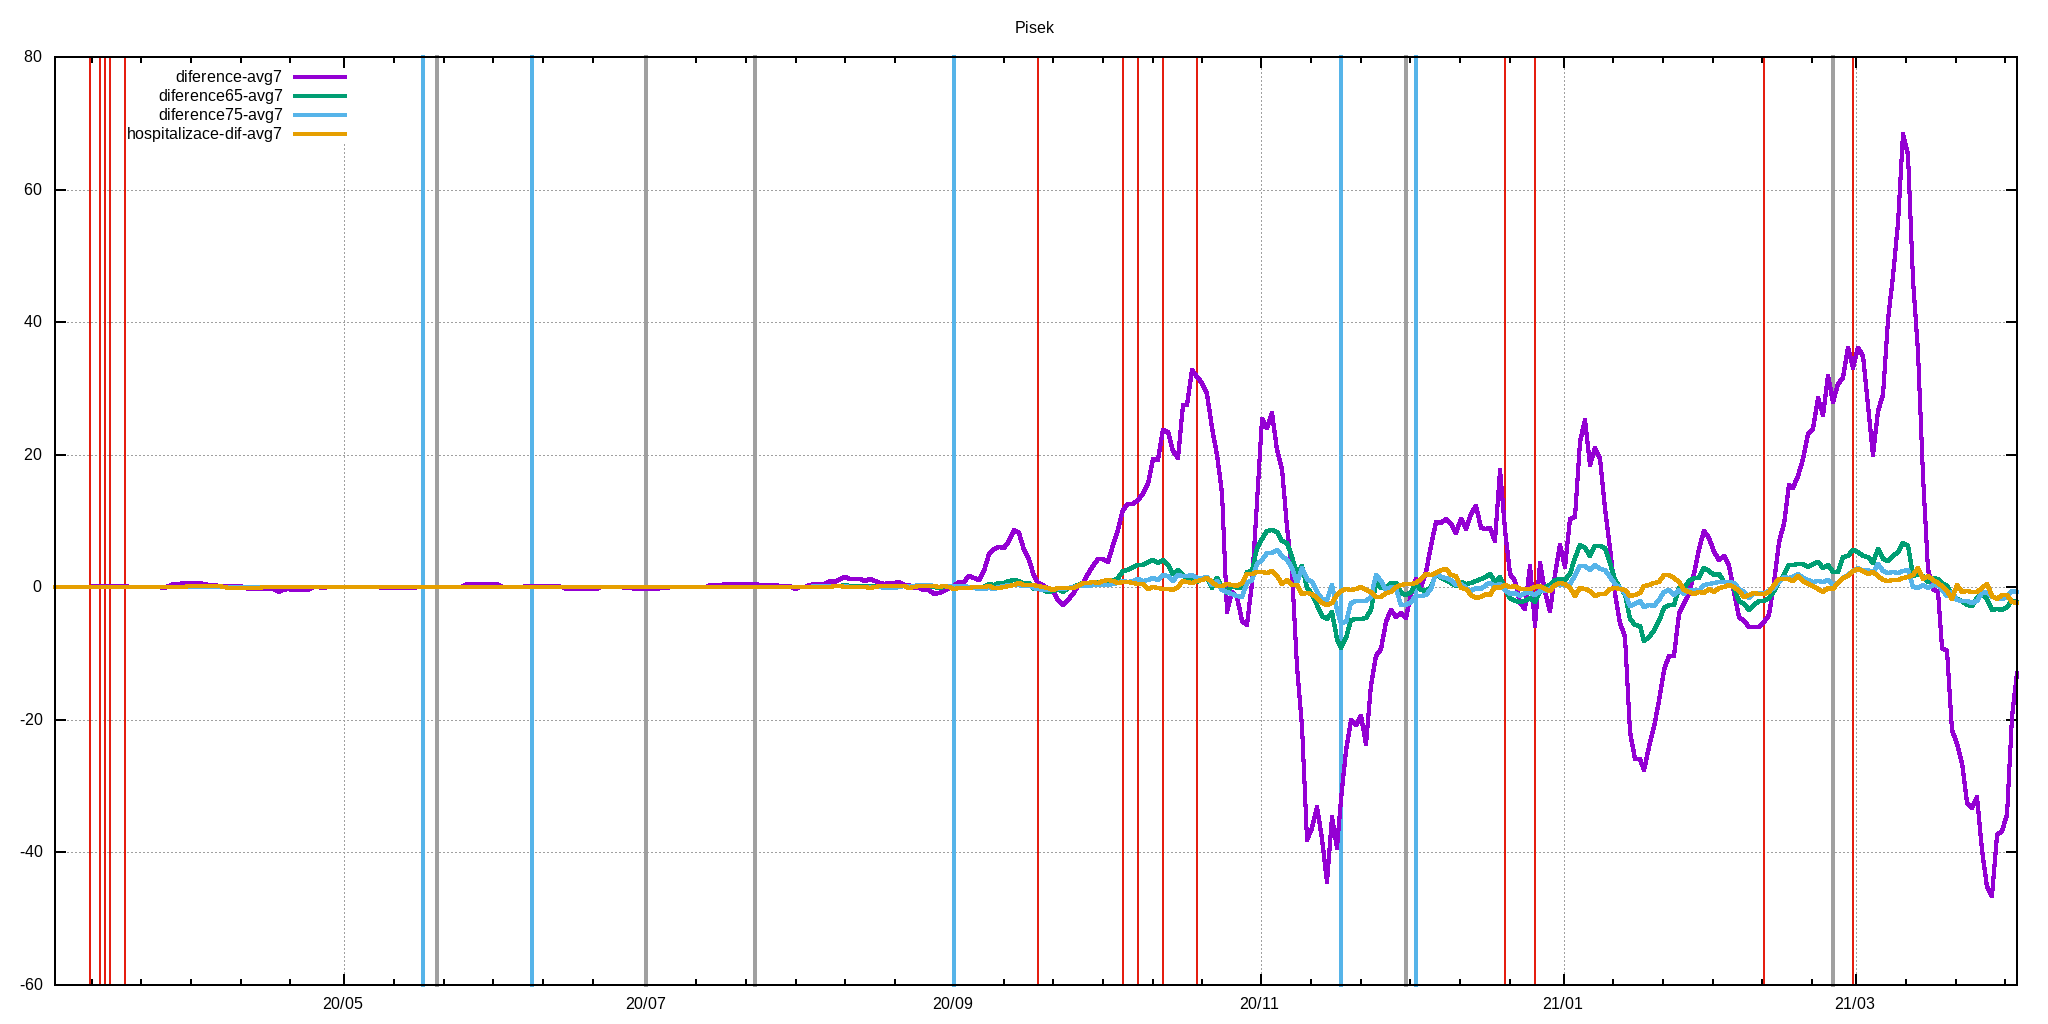 Pisek
80
60
40
20
0
-20
-40
-60
diference-avg7
diference65-avg7
diference75-avg7
hospitalizace-dif-avg7
20/05 20/07 20/09 20/11 21/01 21/03